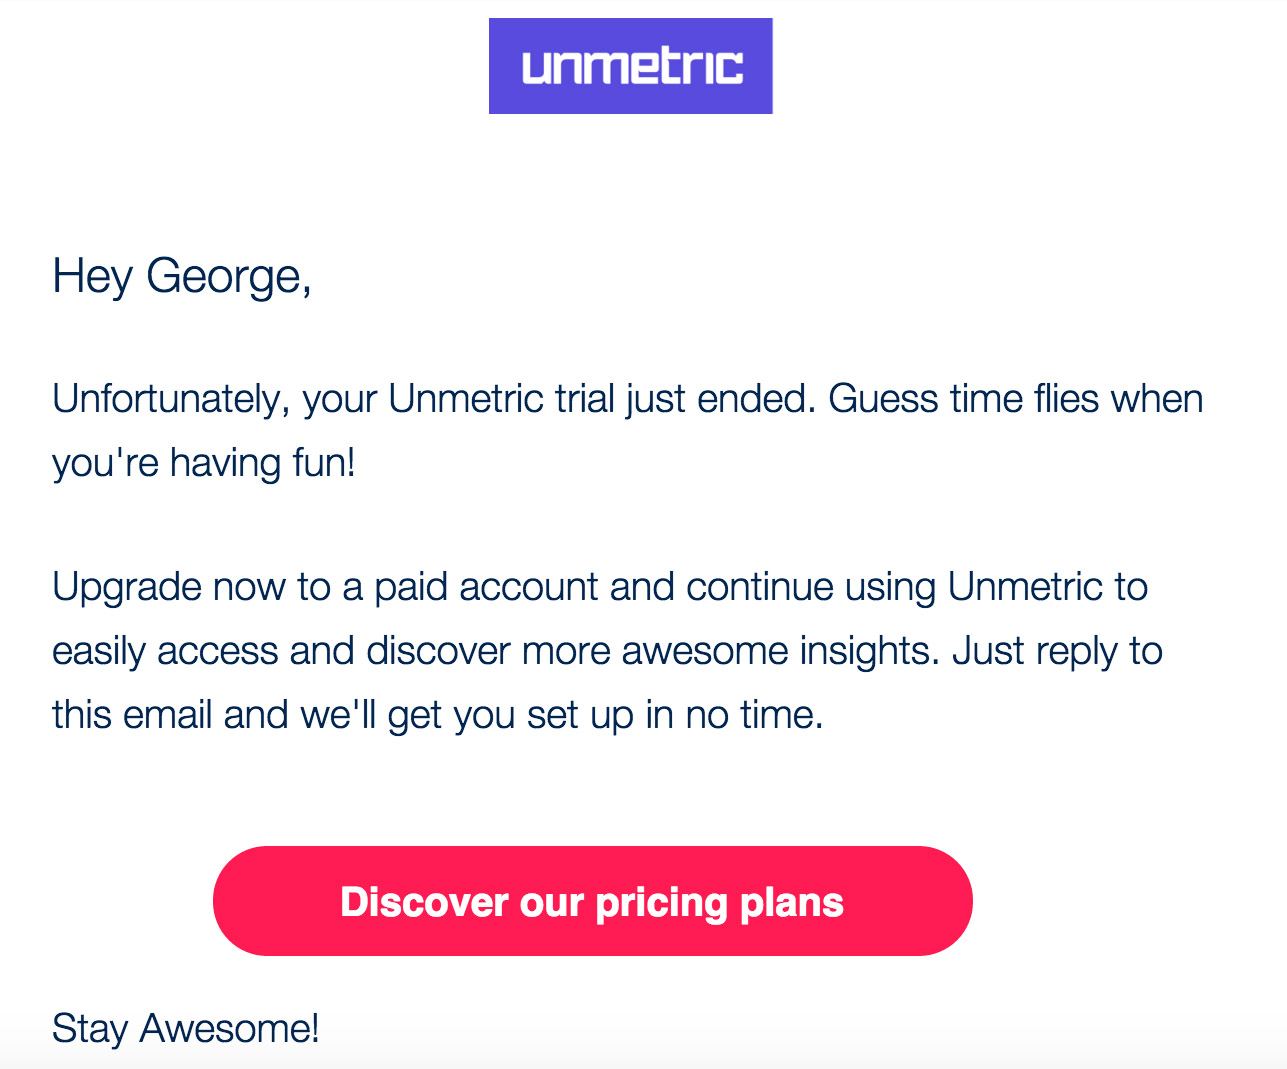 unmetric
Hey George,
Unfortunately, your Unmetric trial just ended. Guess time flies when
you're having fun!
Upgrade now to a paid account and continue using Unmetric to
easily access and discover more awesome insights. Just reply to
this email and we'll get you set up in no time.
Discover our pricing plans
Stay Awesome!